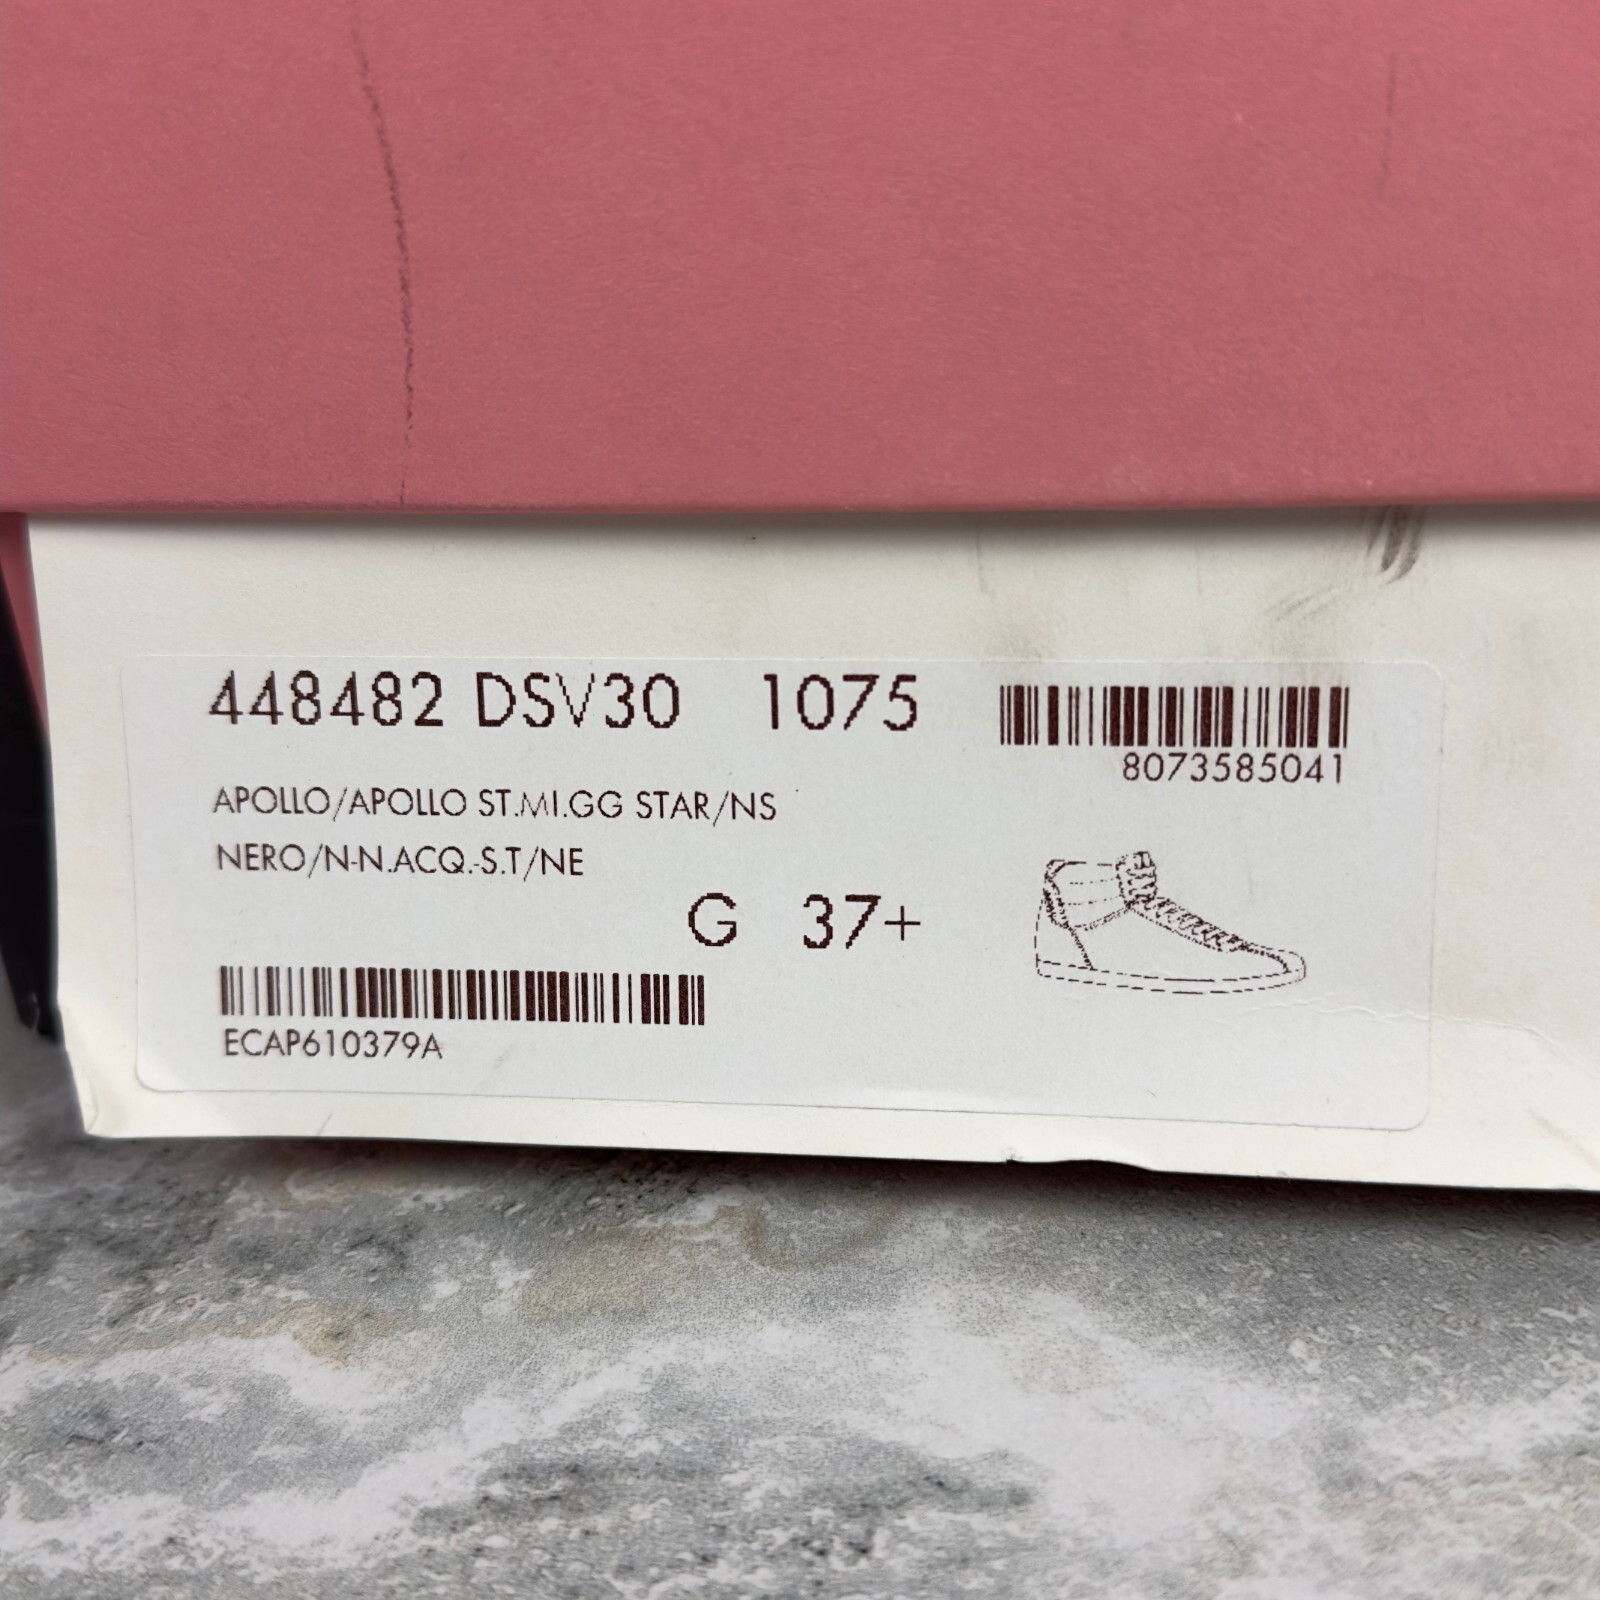 448482 DSV30 1075
8073585041
APOLLO/APOLLO ST.MI.GG STAR/NS
NERO/N-N.ACQ.-S.T/NE
G 37+
ECAP610379A